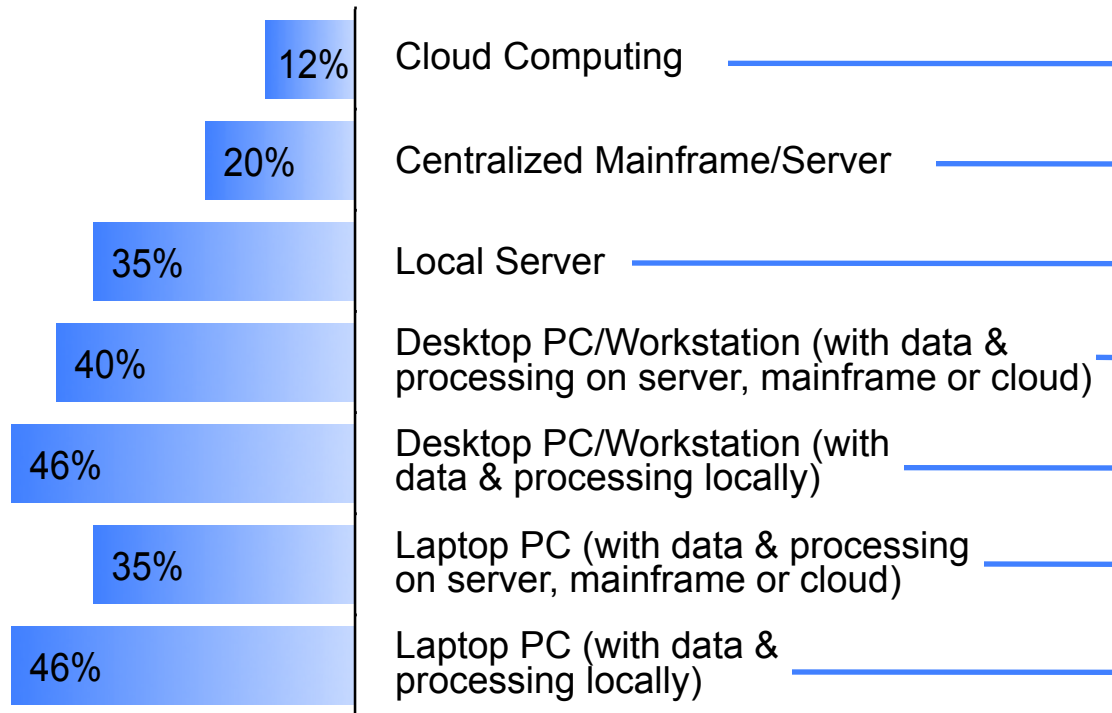 12%
Cloud Computing
20%
Centralized Mainframe/Server
35%
Local Server
40%
Desktop PC/Workstation (with data &
processing on server, mainframe or cloud)
46%
Desktop PC/Workstation (with
data & processing locally)
35%
Laptop PC (with data & processing
on server, mainframe or cloud)
46%
Laptop PC (with data &
processing locally)